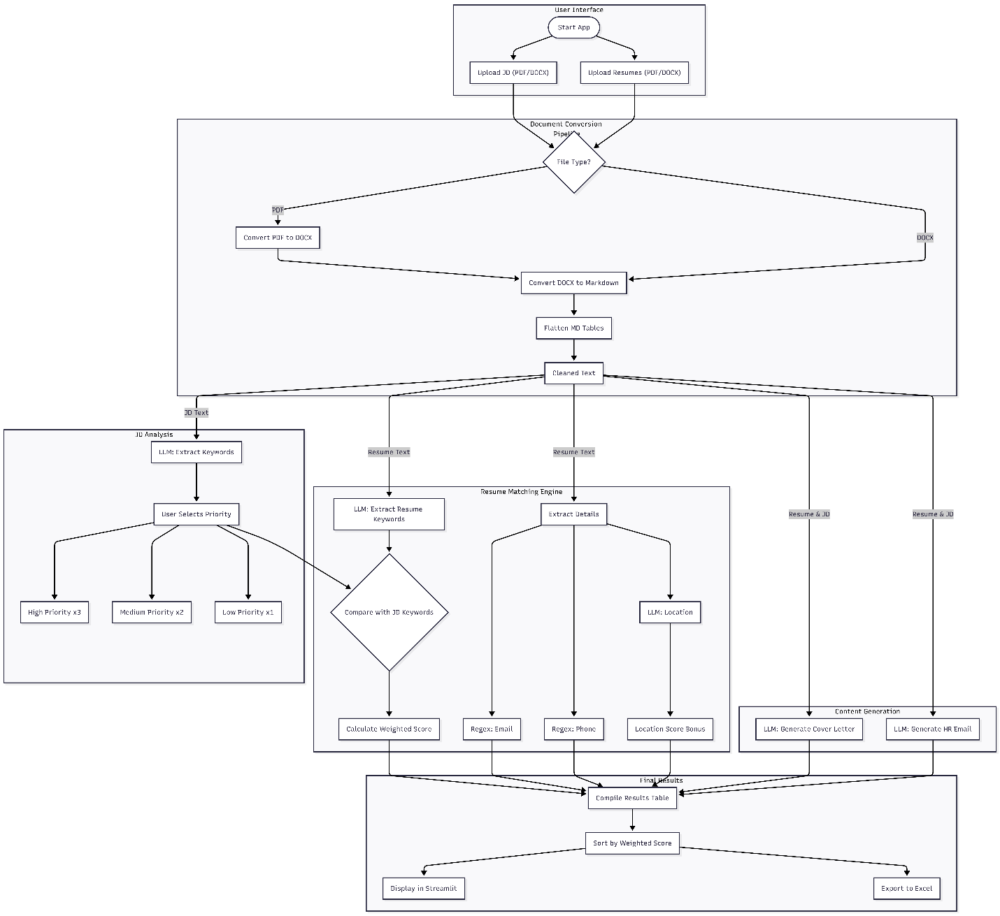 User Interface
Start App
Upload JD (PDF/DOCX)
Upload Resumes (PDF/DOCX)
Document Conversion
Pipeline
File Type?
PDF
Convert PDF to DOCX
DOCX
Convert DOCX to Markdown
Flatten MD Tables
Cleaned Text
JD Text
JD Analysis
LLM: Extract Keywords
Resume Text
Resume Text
Resume Matching Engine
LLM: Extract Resume
Keywords
Extract Details
User Selects Priority
Resume & JD
Resume & JD
High Priority x3
Medium Priority x2
Low Priority x1
Compare with JD Keywords
LLM: Location
Content Generation
Calculate Weighted Score
Regex: Email
Regex: Phone
Location Score Bonus
LLM: Generate Cover Letter
LLM: Generate HR Email
Final Results
Compile Results Table
Sort by Weighted Score
Display in Streamlit
Export to Excel